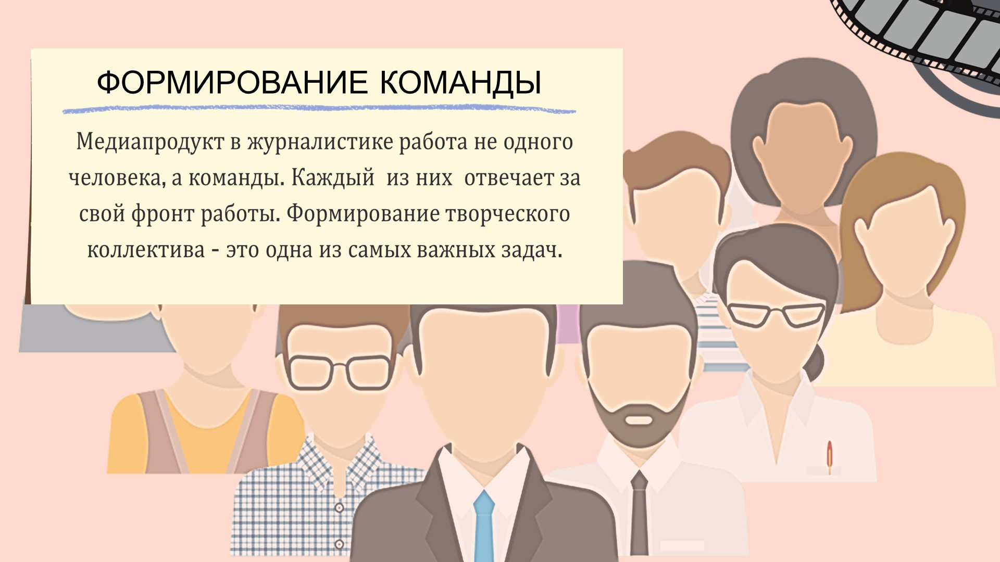 ФОРМИРОВАНИЕ КОМАНДЫ
Медиапродукт в журналистике работа не одного
человека, а команды. Каждый из них отвечает за
свой фронт работы. Формирование творческого
коллектива - это одна из самых важных задач.